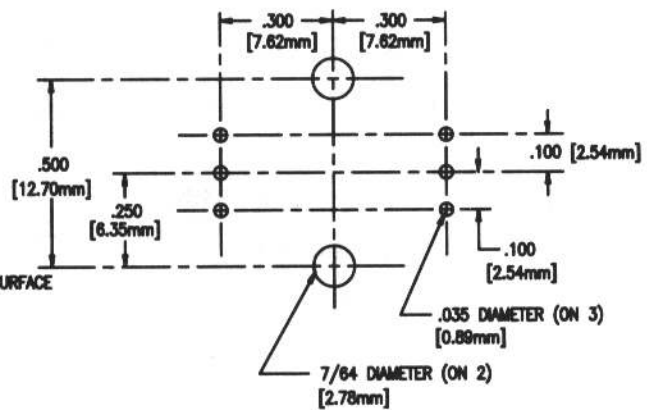 .300 .300
[7.62mm] [7.62mm]
.500
[12.70mm]
.100 [2.54mm]
.250
[6.35mm]
.100
[2.54mm]
URFACE
.035 DIAMETER (ON 3)
[0.89mm]
7/64 DIAMETER (ON 2)
[2.78mm]